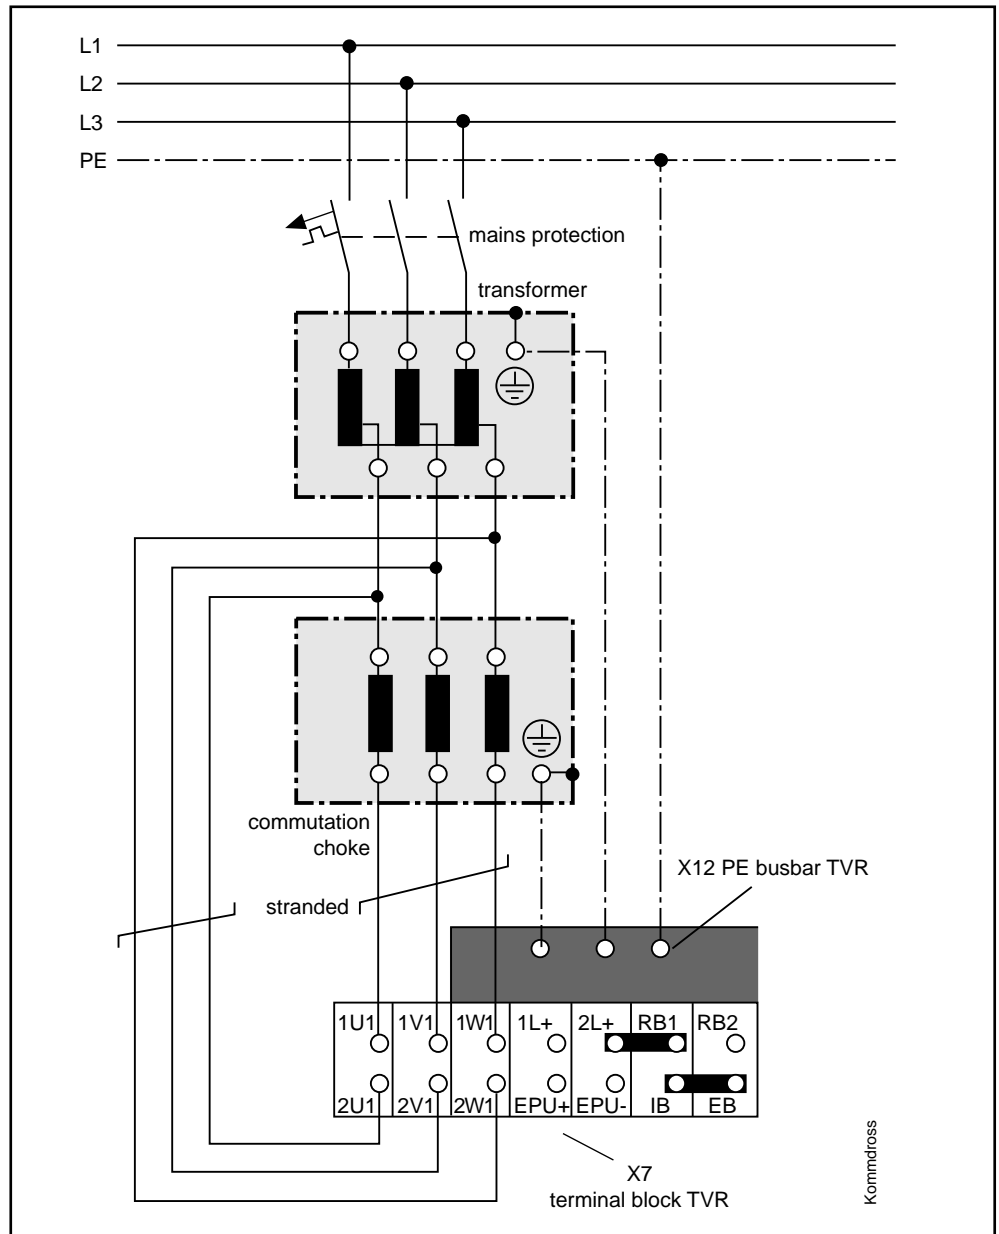 L1
L2
L3
PE
mains protection
transformer
commutation
choke
X12 PE busbar TVR
stranded
1U1 1V1 1W1 1L+ 2L+ RB1 RB2
2U1 2V1 2W1 EPU+ EPU- IB EB
X7
terminal block TVR
Kommdross